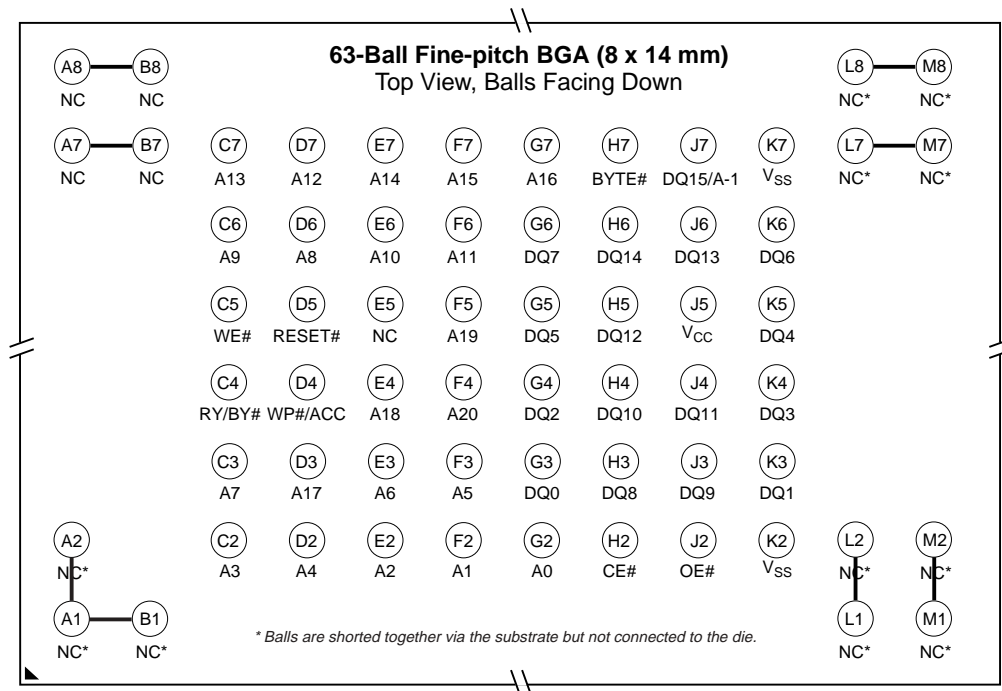 63-Ball Fine-pitch BGA (8 x 14 mm)
Top View, Balls Facing Down
A8 B8 L8 M8
NC NC NC* NC*
A7 B7 C7 D7 E7 F7 G7 H7 J7 K7 L7 M7
NC NC A13 A12 A14 A15 A16 BYTE# DQ15/A-1 VSS NC* NC*
C6 D6 E6 F6 G6 H6 J6 K6
A9 A8 A10 A11 DQ7 DQ14 DQ13 DQ6
C5 D5 E5 F5 G5 H5 J5 K5
WE# RESET# NC A19 DQ5 DQ12 VCC DQ4
C4 D4 E4 F4 G4 H4 J4 K4
RY/BY# WP#/ACC A18 A20 DQ2 DQ10 DQ11 DQ3
C3 D3 E3 F3 G3 H3 J3 K3
A7 A17 A6 A5 DQ0 DQ8 DQ9 DQ1
A2 C2 D2 E2 F2 G2 H2 J2 K2 L2 M2
NC* A3 A4 A2 A1 A0 CE# OE# VSS NC* NC*
A1 B1 L1 M1
* Balls are shorted together via the substrate but not connected to the die.
NC* NC* NC* NC*